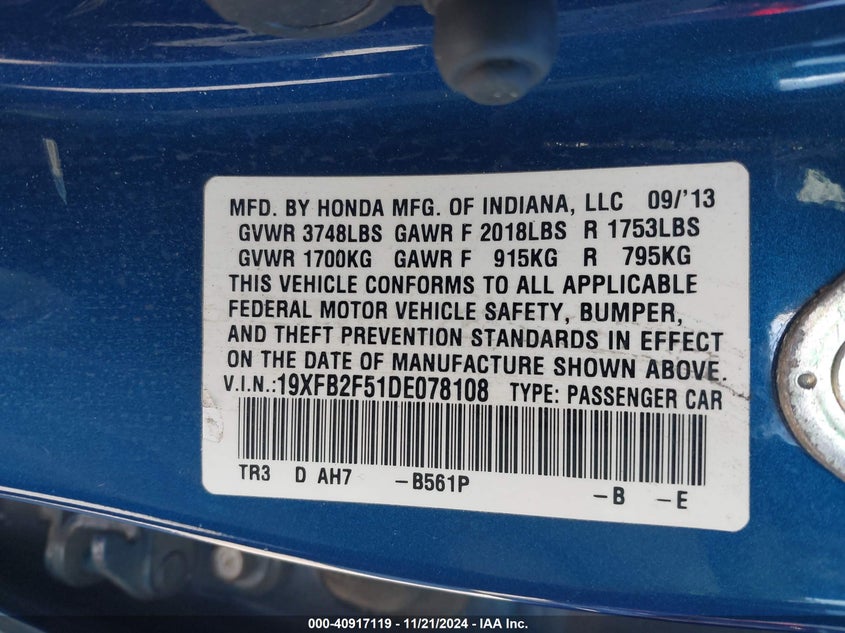 MFD. BY HONDA MFG. OF INDIANA, LLC 09/'13
GVWR 3748LBS GAWR F 2018LBS R 1753LBS
GVWR 1700KG GAWR F 915KG R 795KG
THIS VEHICLE CONFORMS TO ALL APPLICABLE
FEDERAL MOTOR VEHICLE SAFETY, BUMPER,
AND THEFT PREVENTION STANDARDS IN EFFECT
ON THE DATE OF MANUFACTURE SHOWN ABOVE.
V.I.N.:19XFB2F51DE078108 TYPE: PASSENGER CAR
TR3 D AH7 -B561P -B -E
000-40917119 - 11/21/2024 - IAA Inc.